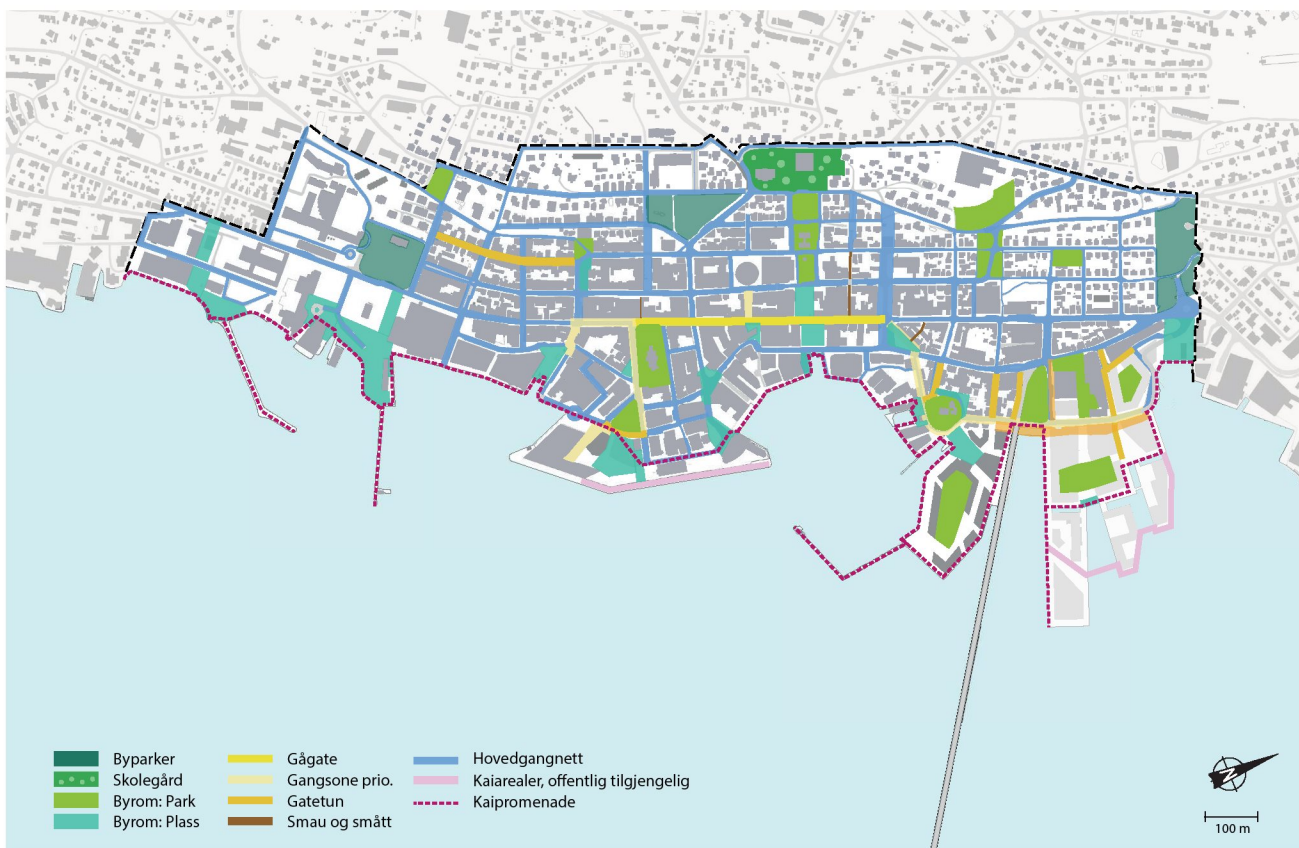 Byparker
Skolegård
Byrom: Park
Byrom: Plass
Gågate
Gangsone prio.
Gatetun
Smau og smått
Hovedgangnett
Kaiarealer, offentlig tilgjengelig
Kaipromenade
N
100 m